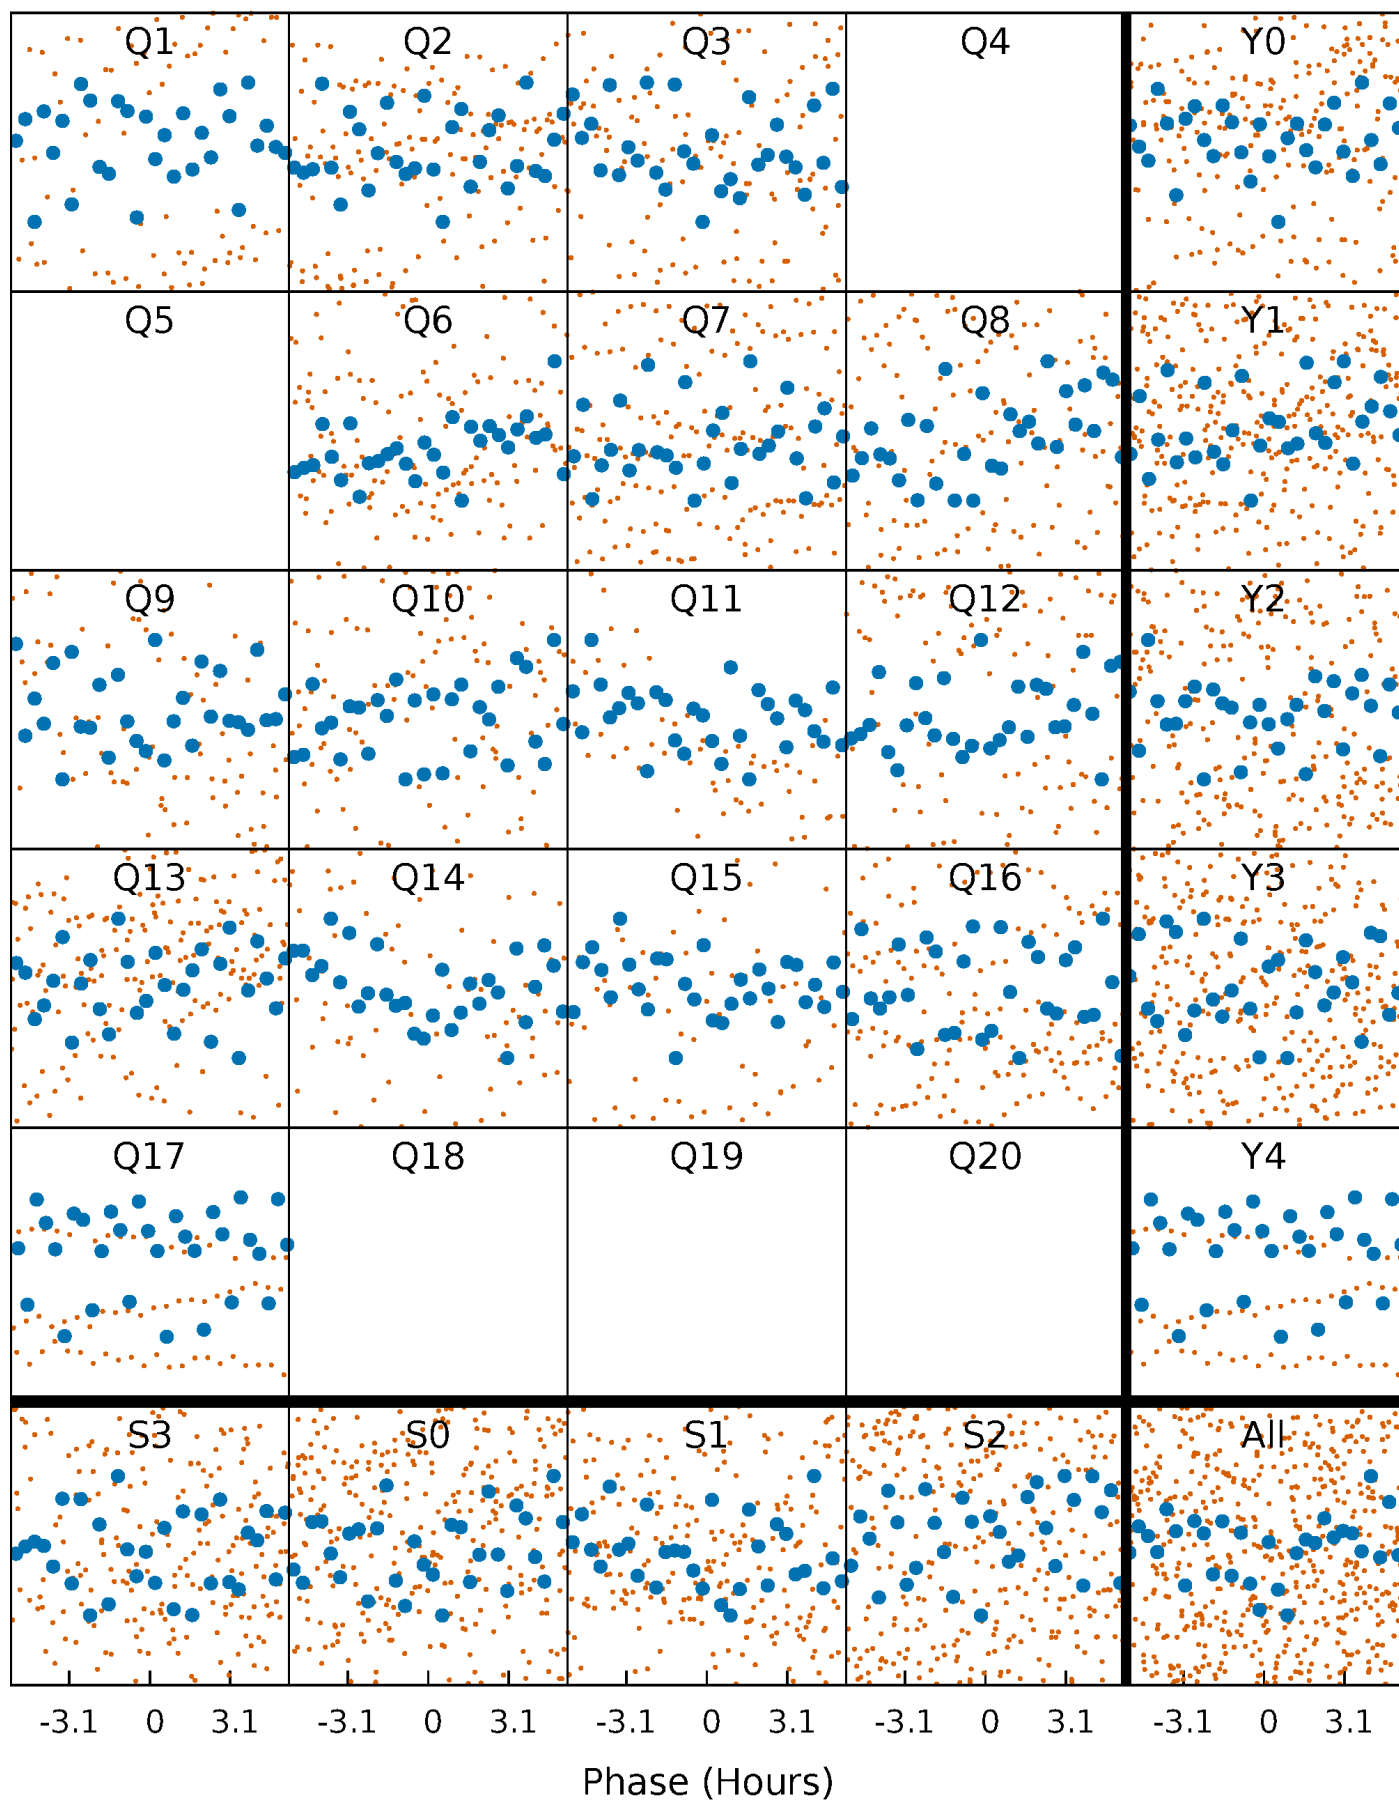 Q1 Q2 Q3 Q4 Y0
Q5 Q6 Q7 Q8 Y1
Q9 Q10 Q11 Q12 Y2
Q13 Q14 Q15 Q16 Y3
Q17 Q18 Q19 Q20 Y4
S3 S0 S1 S2 All
-3.1 0 3.1 -3.1 0 3.1 -3.1 0 3.1 -3.1 0 3.1 -3.1 0 3.1
Phase (Hours)